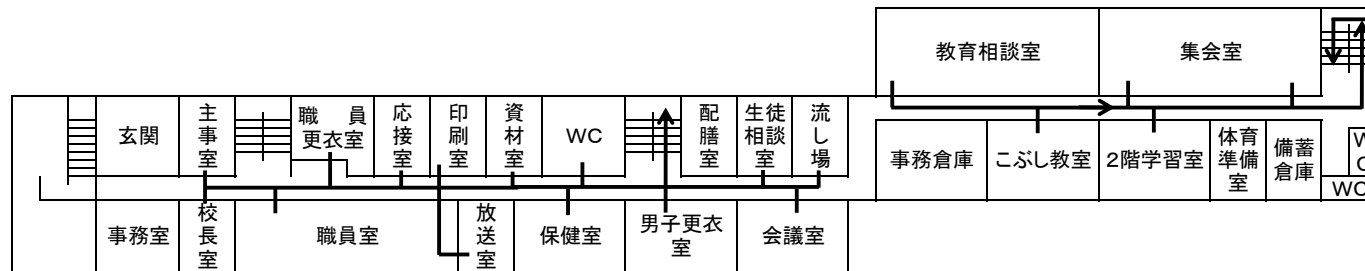 教育相談室
集会室
玄関
主事室
職　員
更衣室
応接室
印刷室
資材室
WC
配膳室
生徒
相談室
流し場
事務倉庫
こぶし教室
2階学習室
体育
準備
室
備蓄
倉庫
W
C
WC
事務室
校長室
職員室
放送室
保健室
男子更衣
室
会議室